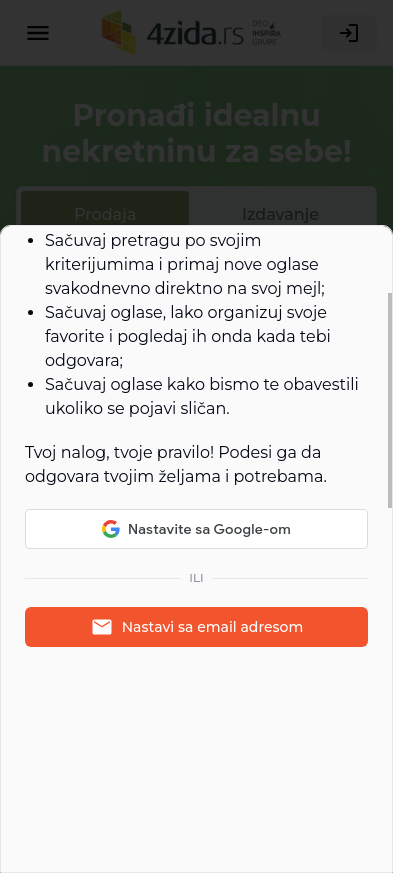 4zida.rs
DEO
INSPIRA
GRUPE
Pronađi idealnu
nekretninu za sebe!
Prodaja
Izdavanje
Sačuvaj pretragu po svojim
kriterijumima i primaj nove oglase
svakodnevno direktno na svoj mejl;
Sačuvaj oglase, lako organizuj svoje
favorite i pogledaj ih onda kada tebi
odgovara;
Sačuvaj oglase kako bismo te obavestili
ukoliko se pojavi sličan.
Tvoj nalog, tvoje pravilo! Podesi ga da
odgovara tvojim željama i potrebama.
Nastavite sa Google-om
ILI
Nastavi sa email adresom